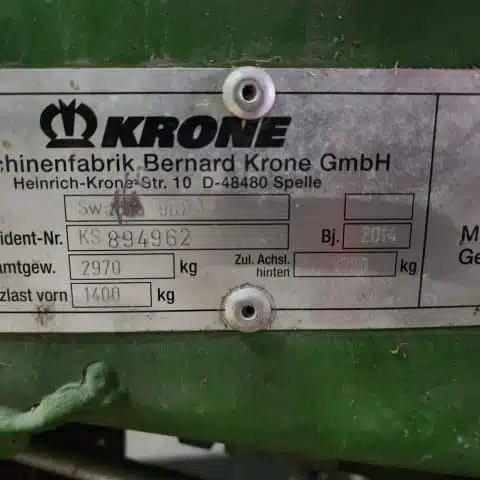 KRONE
chinenfabrik Bernard Krone GmbH
Heinrich-Krone-Str. 10 D-48480 Spelle
ident-Nr. KS 894962 Bj. 2014
amtgew. 2970 kg Zul. Achsl. hinten kg
zlast vorn 1400 kg
M
Ge